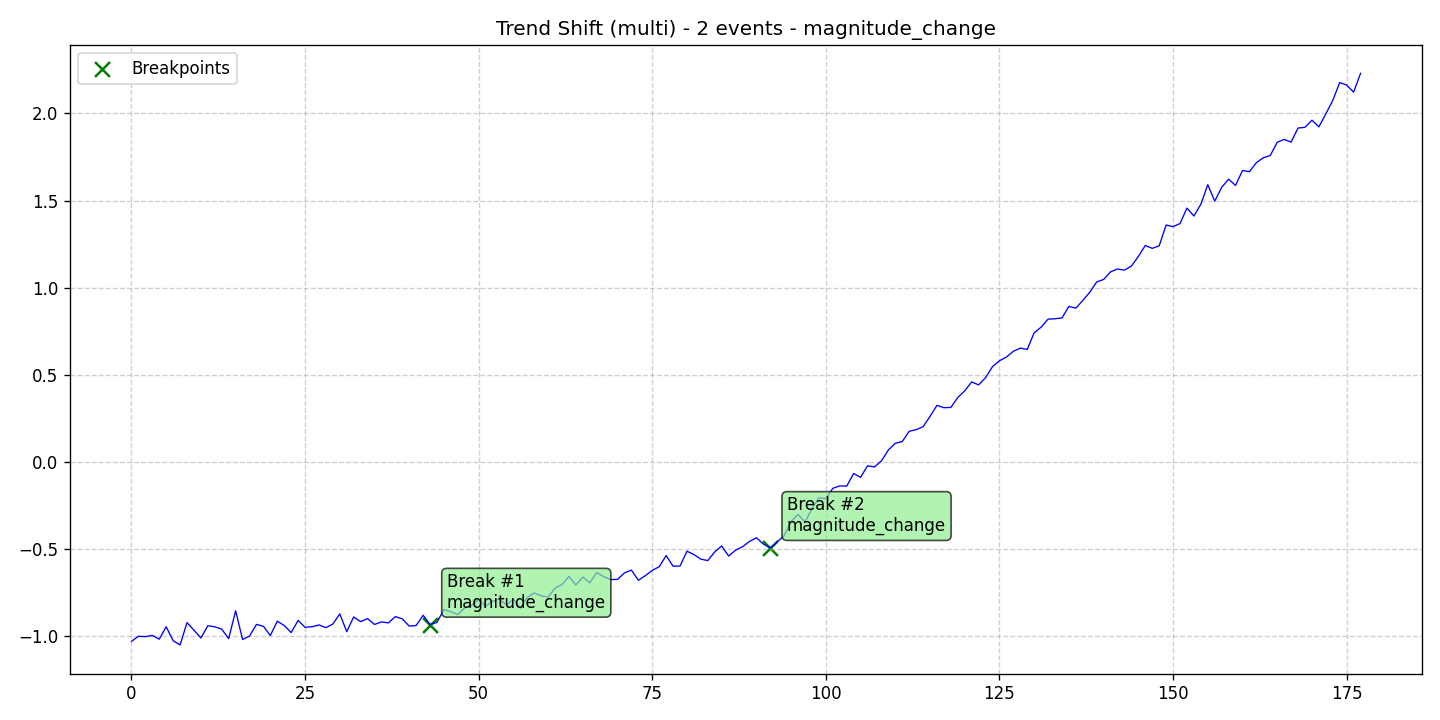 Trend Shift (multi) - 2 events - magnitude_change
Breakpoints
2.0
1.5
1.0
0.5
0.0
−0.5
−1.0
Break #2
magnitude_change
Break #1
magnitude_change
0
25
50
75
100
125
150
175